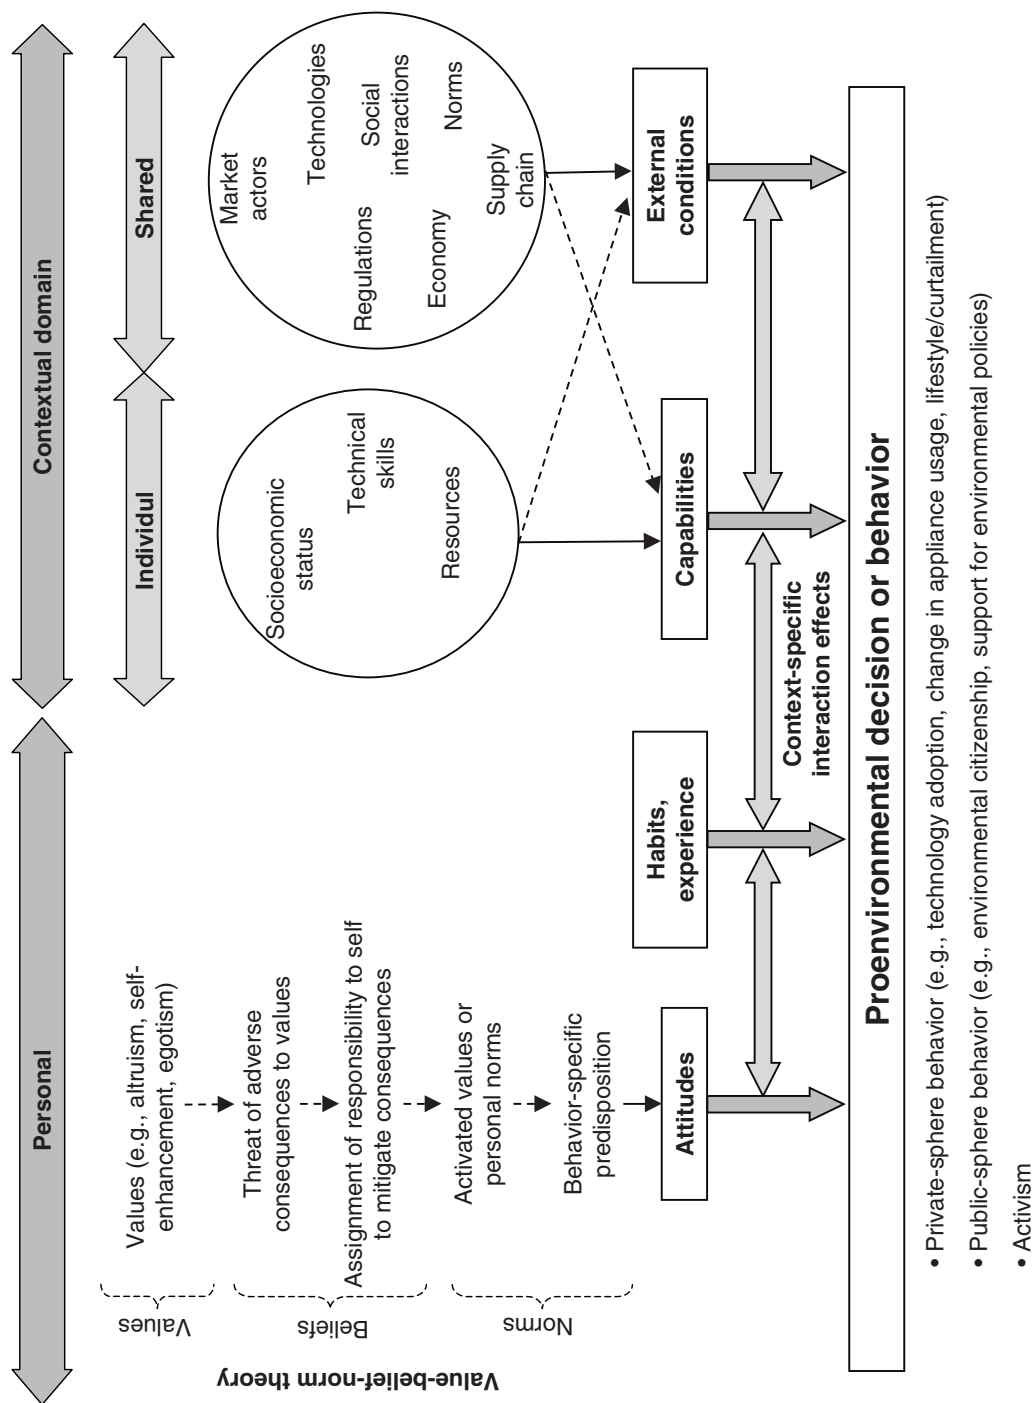 Personal
Contextual domain
Individul
Shared
Value-belief-norm theory
Values
Beliefs
Norms
Values (e.g., altruism, self-
enhancement, egotism)
Threat of adverse
consequences to values
Assignment of responsibility to self
to mitigate consequences
Activated values or
personal norms
Behavior-specific
predisposition
Socioeconomic
status
Technical
skills
Resources
Market
actors
Technologies
Regulations
Social
interactions
Economy
Norms
Supply
chain
Attitudes
Habits,
experience
Capabilities
External
conditions
Context-specific
interaction effects
Proenvironmental decision or behavior
• Private-sphere behavior (e.g., technology adoption, change in appliance usage, lifestyle/curtailment)
• Public-sphere behavior (e.g., environmental citizenship, support for environmental policies)
• Activism